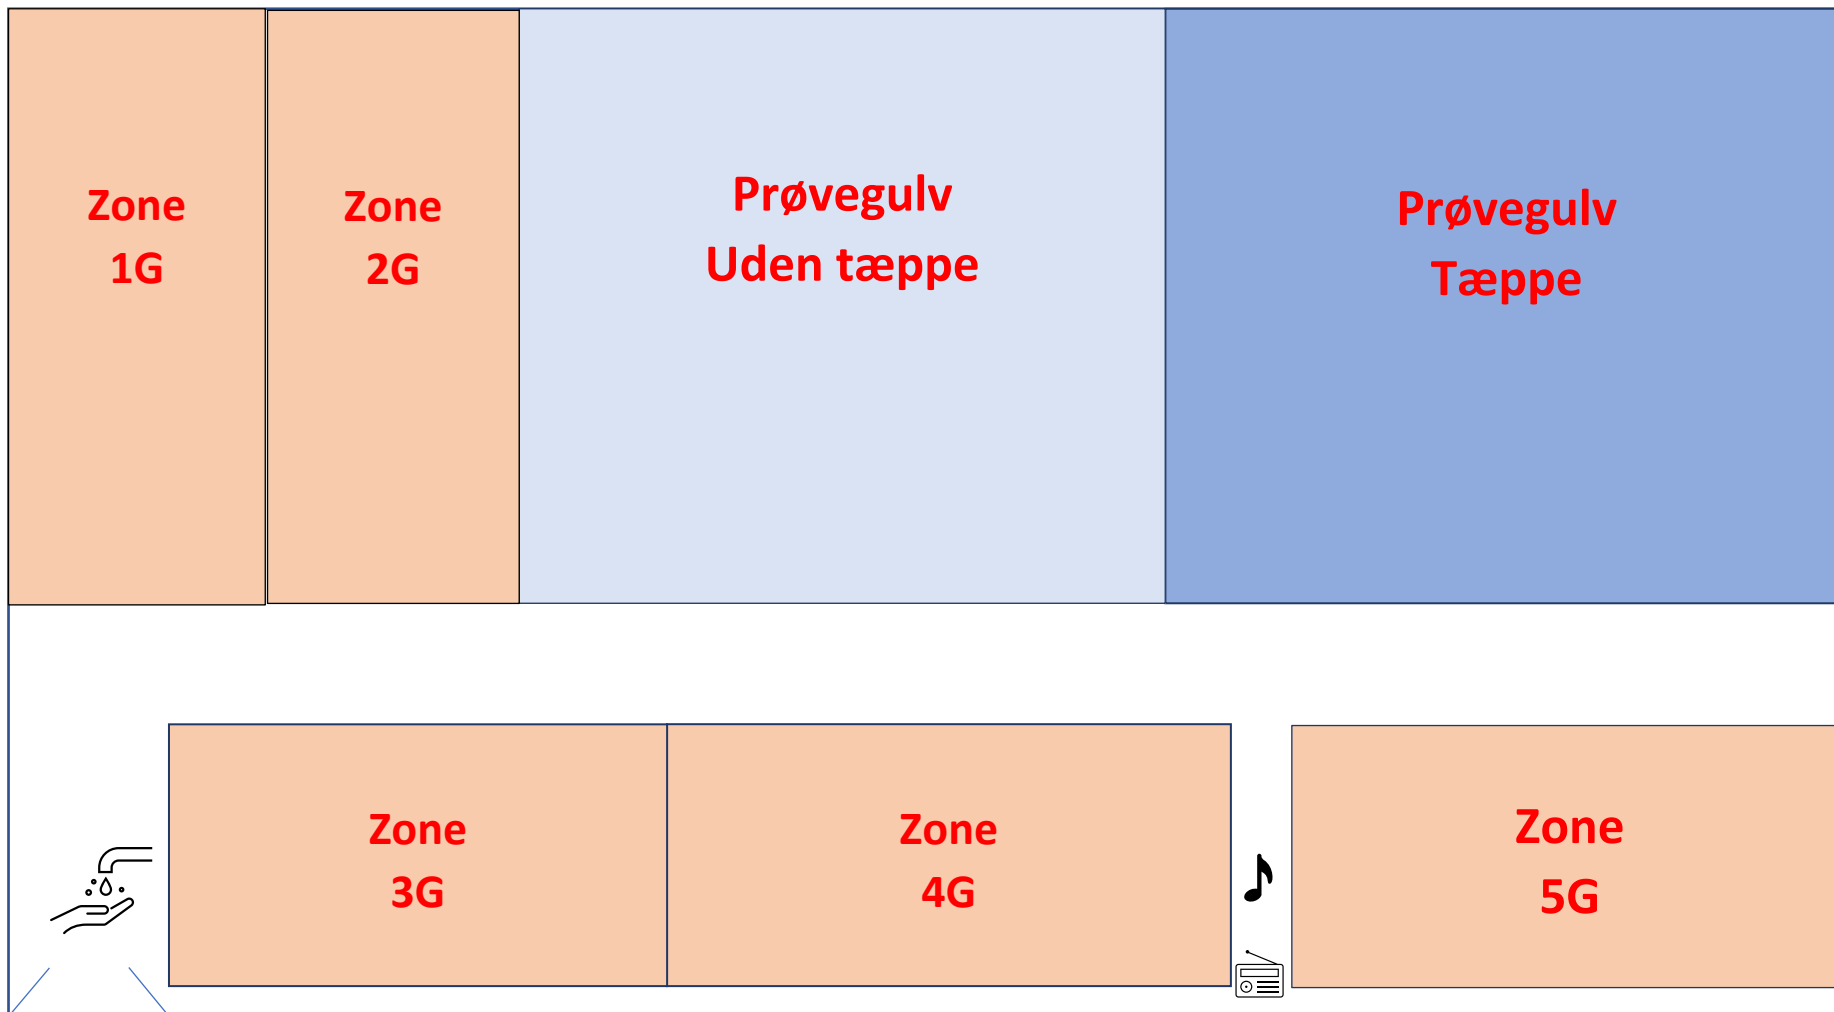 Zone
1G
Zone
2G
Prøvegulv
Uden tæppe
Prøvegulv
Tæppe
Zone
3G
Zone
4G
Zone
5G